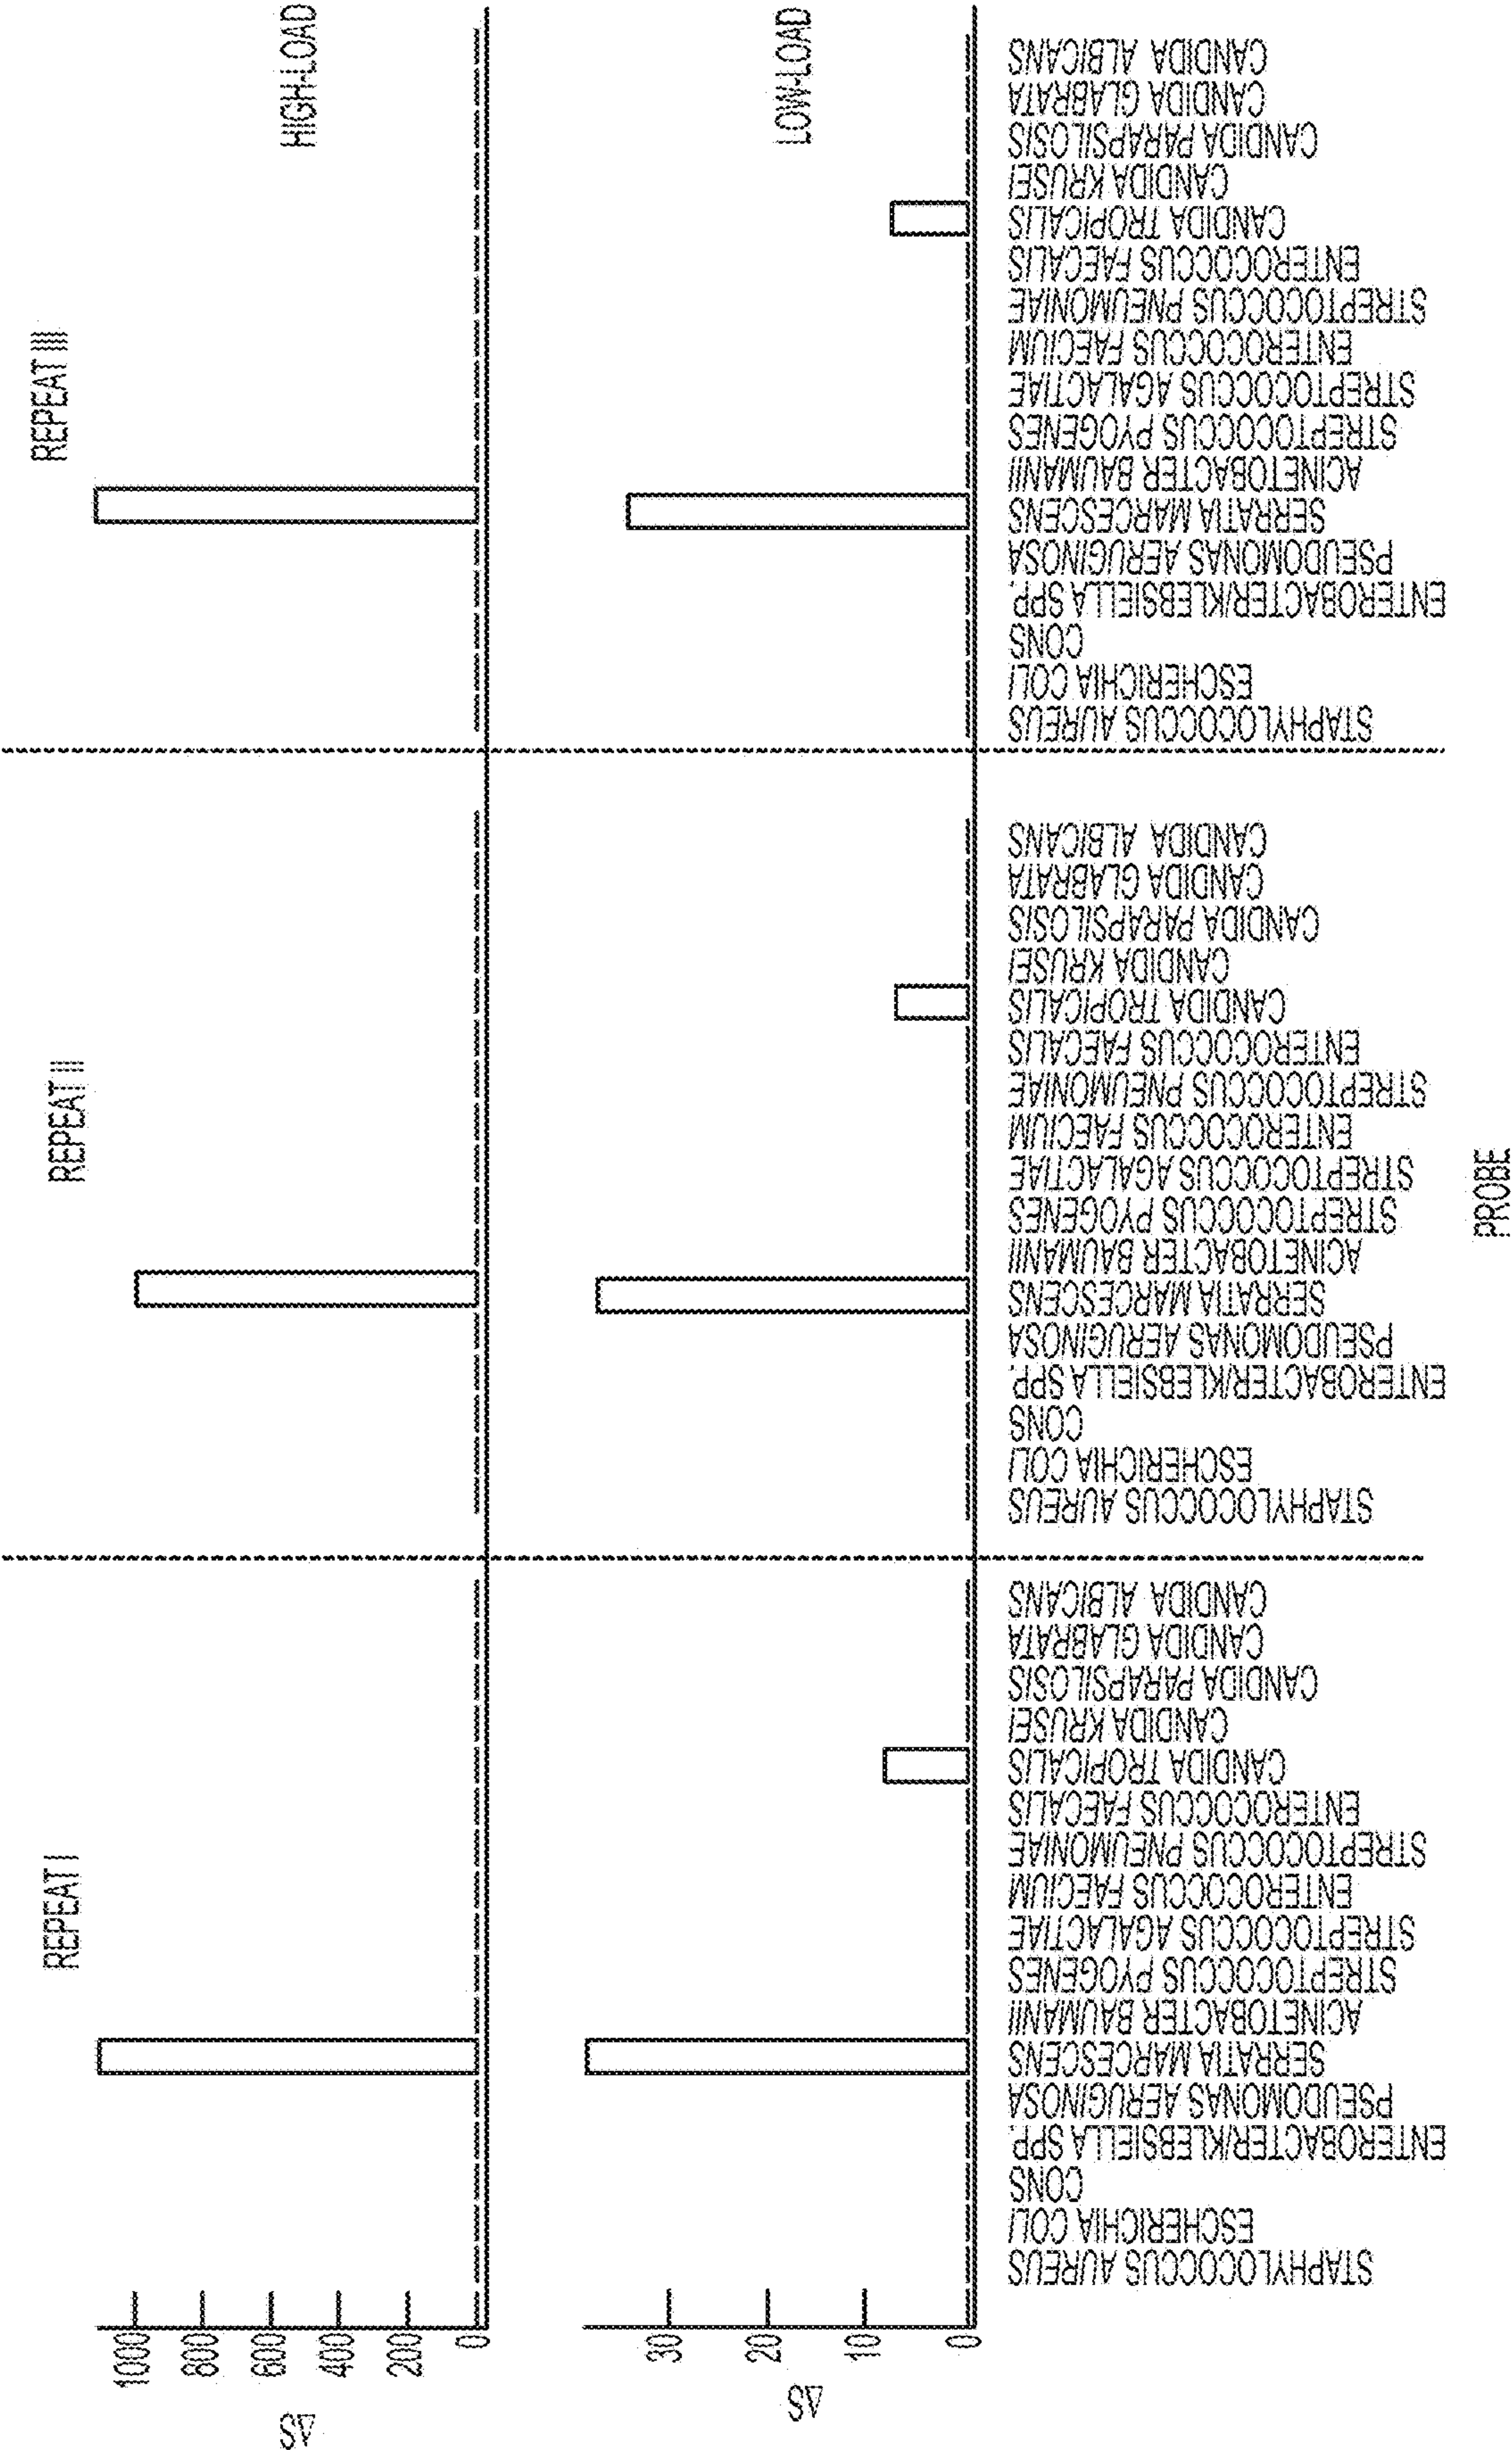 REPEAT I
REPEAT II
REPEAT III
HIGH-LOAD
ΔS
1000
800
600
400
200
0
LOW-LOAD
ΔS
30
20
10
0
STAPHYLOCOCCUS AUREUS
ESCHERICHIA COLI
CONS
ENTEROBACTER/KLEBSIELLA SPP.
PSEUDOMONAS AERUGINOSA
SERRATIA MARCESCENS
ACINETOBACTER BAUMANII
STREPTOCOCCUS PYOGENES
STREPTOCOCCUS AGALACTIAE
ENTEROCOCCUS FAECIUM
STREPTOCOCCUS PNEUMONIAE
ENTEROCOCCUS FAECALIS
CANDIDA TROPICALIS
CANDIDA KRUSEI
CANDIDA PARAPSILOSIS
CANDIDA GLABRATA
CANDIDA ALBICANS
STAPHYLOCOCCUS AUREUS
ESCHERICHIA COLI
CONS
ENTEROBACTER/KLEBSIELLA SPP.
PSEUDOMONAS AERUGINOSA
SERRATIA MARCESCENS
ACINETOBACTER BAUMANII
STREPTOCOCCUS PYOGENES
STREPTOCOCCUS AGALACTIAE
ENTEROCOCCUS FAECIUM
STREPTOCOCCUS PNEUMONIAE
ENTEROCOCCUS FAECALIS
CANDIDA TROPICALIS
CANDIDA KRUSEI
CANDIDA PARAPSILOSIS
CANDIDA GLABRATA
CANDIDA ALBICANS
STAPHYLOCOCCUS AUREUS
ESCHERICHIA COLI
CONS
ENTEROBACTER/KLEBSIELLA SPP.
PSEUDOMONAS AERUGINOSA
SERRATIA MARCESCENS
ACINETOBACTER BAUMANII
STREPTOCOCCUS PYOGENES
STREPTOCOCCUS AGALACTIAE
ENTEROCOCCUS FAECIUM
STREPTOCOCCUS PNEUMONIAE
ENTEROCOCCUS FAECALIS
CANDIDA TROPICALIS
CANDIDA KRUSEI
CANDIDA PARAPSILOSIS
CANDIDA GLABRATA
CANDIDA ALBICANS
PROBE